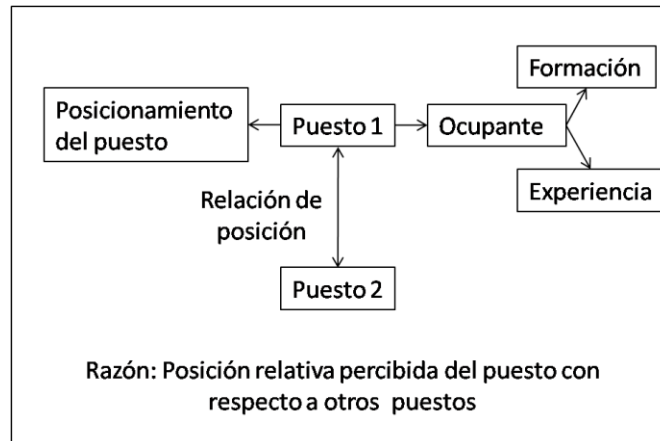 Formación
Posicionamiento
del puesto
Puesto 1
Ocupante
Experiencia
Relación de
posición
Puesto 2
Razón: Posición relativa percibida del puesto con
respecto a otros puestos